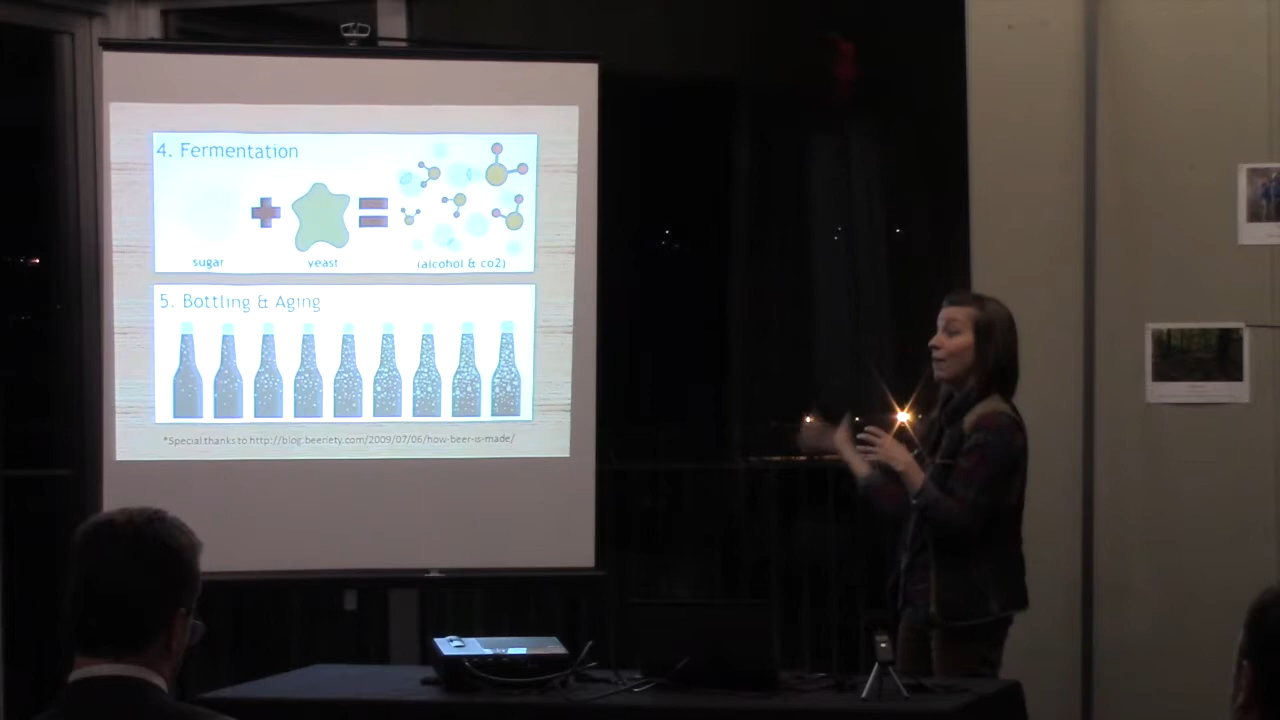 4. Fermentation
sugar
yeast
(alcohol & co2)
5. Bottling & Aging
*Special thanks to http://blog.beeriety.com/2009/07/06/how-beer-is-made/